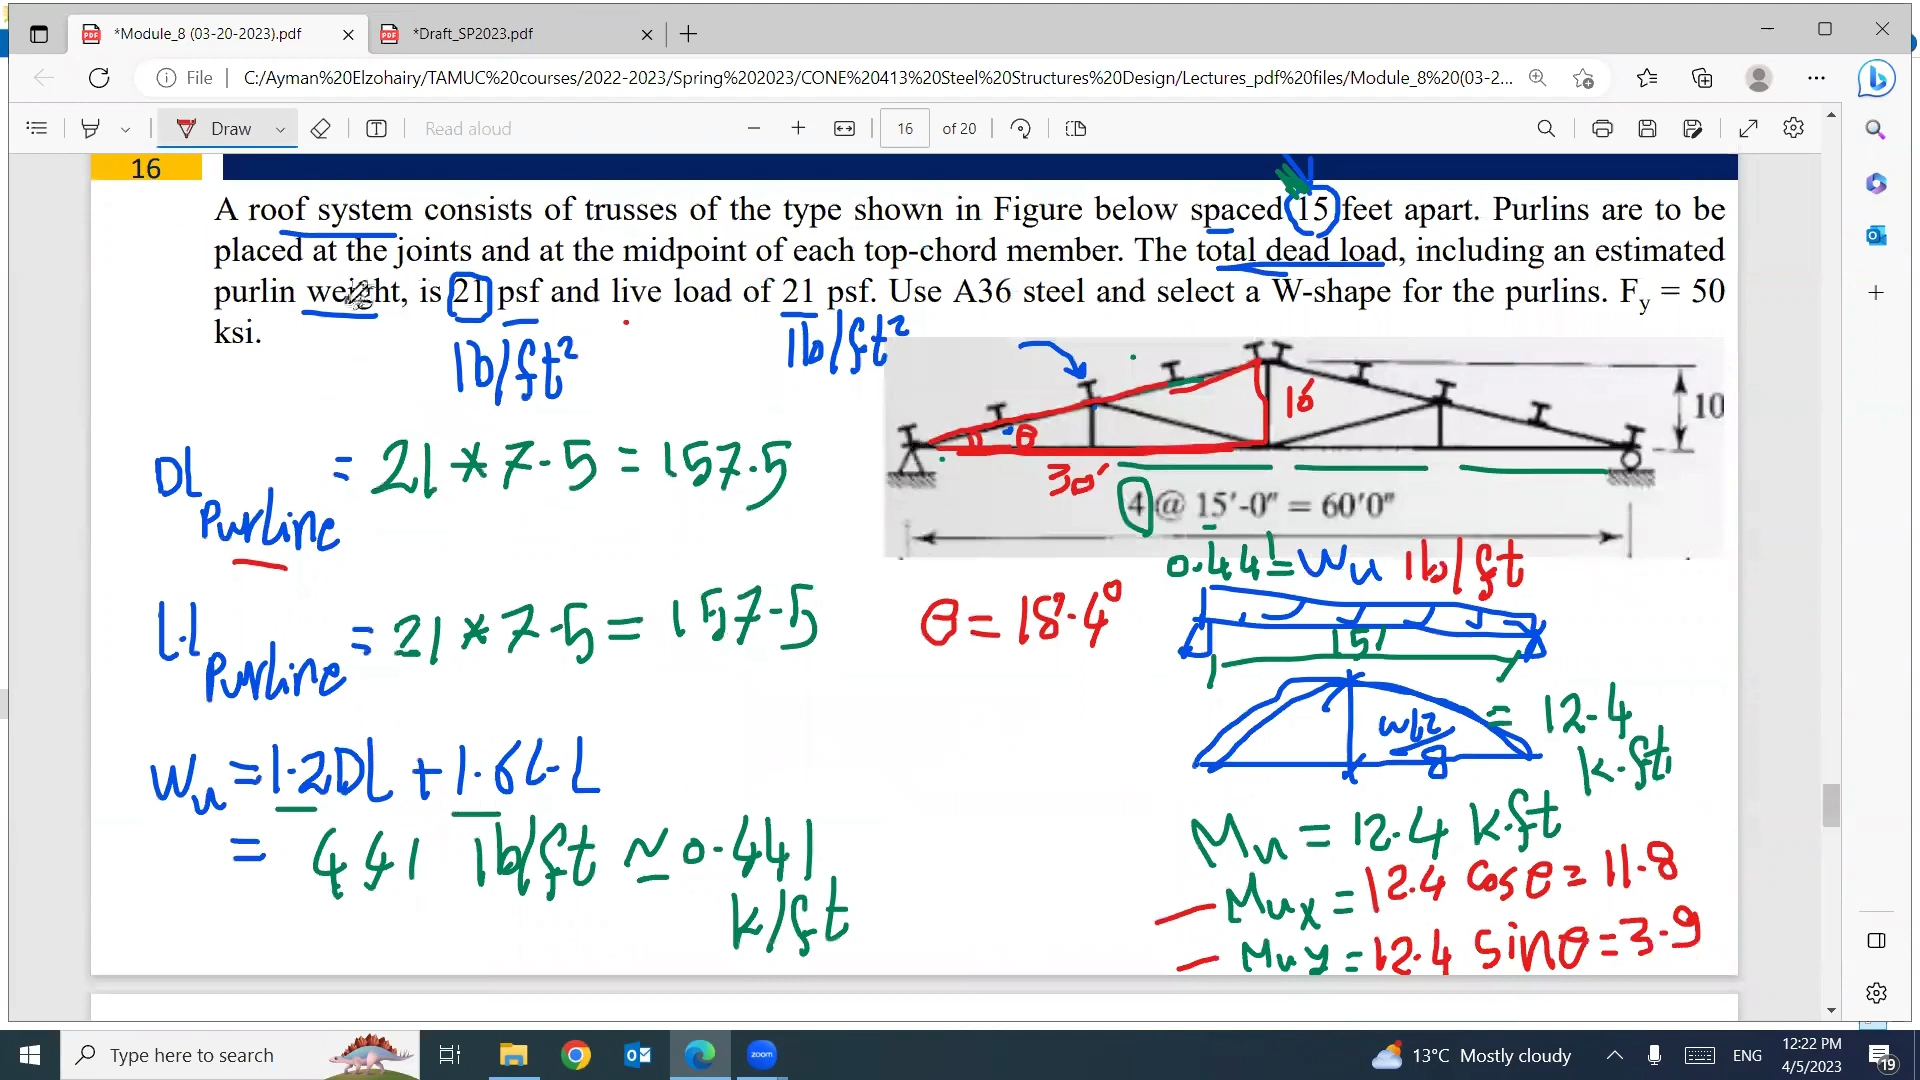 *Module_8 (03-20-2023).pdf
*Draft_SP2023.pdf
File
C:/Ayman%20Elzohairy/TAMUC%20courses/2022-2023/Spring%202023/CONE%20413%20Steel%20Structures%20Design/Lectures_pdf%20files/Module_8%20(03-2...
Draw
Read aloud
16
of 20
16
A roof system consists of trusses of the type shown in Figure below spaced 15 feet apart. Purlins are to be
placed at the joints and at the midpoint of each top-chord member. The total dead load, including an estimated
purlin weight, is 21 psf and live load of 21 psf. Use A36 steel and select a W-shape for the purlins. Fy = 50
ksi.
lb/ft²
lb/ft²
10
θ
30'
4 @ 15'-0" = 60'0"
DL Purline = 21 * 7.5 = 157.5
0.441 = Wu lb/ft
L.L Purline = 21 * 7.5 = 157.5
θ = 18.4°
15'
wL²/8 = 12.4 k.ft
Wu = 1.2DL + 1.6L.L
= 441 lb/ft ≈ 0.441 k/ft
Mu = 12.4 k.ft
Mux = 12.4 cosθ = 11.8
Muy = 12.4 sinθ = 3.9
Type here to search
zoom
13°C Mostly cloudy
ENG
12:22 PM
4/5/2023
19